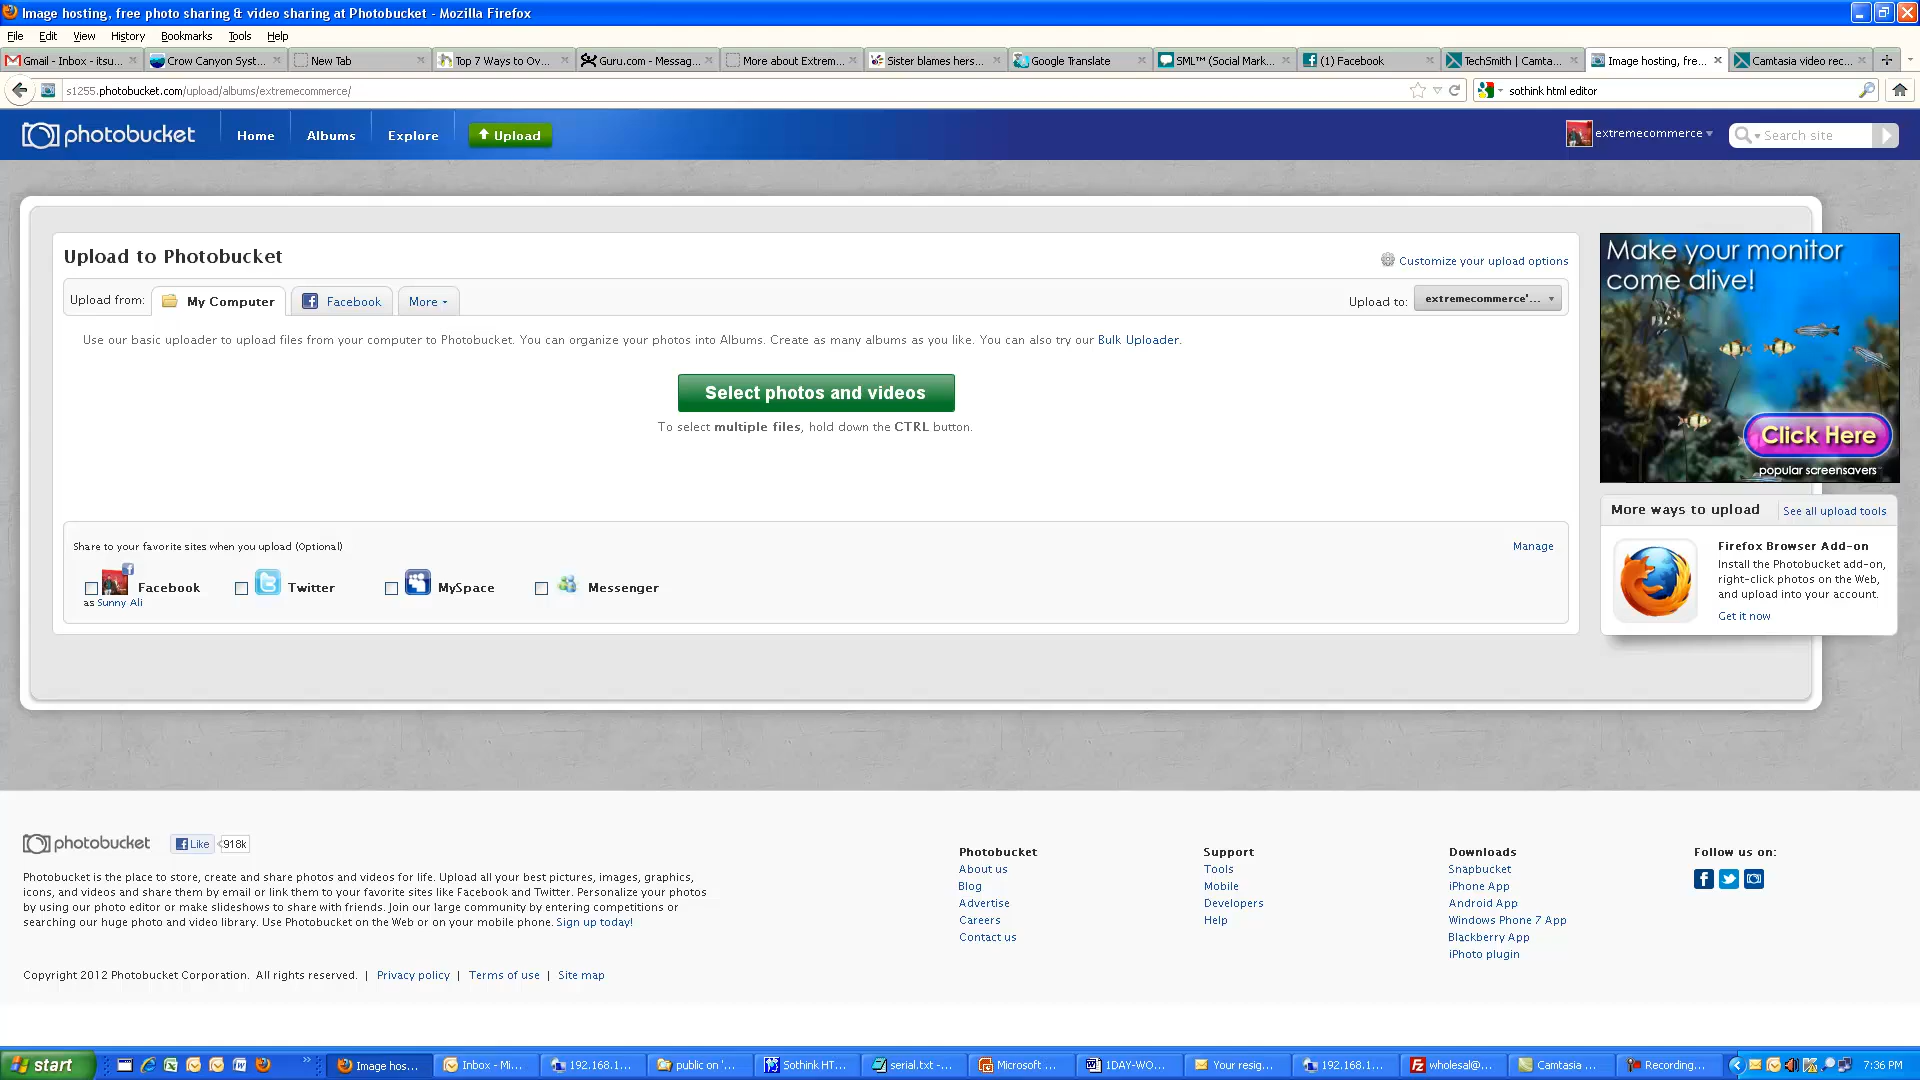 Image hosting, free photo sharing & video sharing at Photobucket - Mozilla Firefox
File Edit View History Bookmarks Tools Help
Gmail - Inbox - itsu... Crow Canyon Syst... New Tab Top 7 Ways to Ov... Guru.com - Messag... More about Extrem... Sister blames hers... Google Translate SML™ (Social Mark... (1) Facebook TechSmith | Camta... Image hosting, fre... Camtasia video rec...
s1255.photobucket.com/upload/albums/extremecommerce/ sothink html editor
photobucket Home Albums Explore Upload extremecommerce Search site
Upload to Photobucket
Customize your upload options
Upload from: My Computer Facebook More Upload to: extremecommerce'...
Use our basic uploader to upload files from your computer to Photobucket. You can organize your photos into Albums. Create as many albums as you like. You can also try our Bulk Uploader.
Select photos and videos
To select multiple files, hold down the CTRL button.
Share to your favorite sites when you upload (Optional) Manage
Facebook Twitter MySpace Messenger
as Sunny Ali
Make your monitor
come alive!
Click Here
popular screensavers
More ways to upload See all upload tools
Firefox Browser Add-on
Install the Photobucket add-on,
right-click photos on the Web,
and upload into your account.
Get it now
photobucket Like 918k
Photobucket is the place to store, create and share photos and videos for life. Upload all your best pictures, images, graphics,
icons, and videos and share them by email or link them to your favorite sites like Facebook and Twitter. Personalize your photos
by using our photo editor or make slideshows to share with friends. Join our large community by entering competitions or
searching our huge photo and video library. Use Photobucket on the Web or on your mobile phone. Sign up today!
Copyright 2012 Photobucket Corporation. All rights reserved. | Privacy policy | Terms of use | Site map
Photobucket
About us
Blog
Advertise
Careers
Contact us
Support
Tools
Mobile
Developers
Help
Downloads
Snapbucket
iPhone App
Android App
Windows Phone 7 App
Blackberry App
iPhoto plugin
Follow us on:
start Image hos... Inbox - Mi... 192.168.1... public on '... Sothink HT... serial.txt -... Microsoft ... 1DAY-WO... Your resig... 192.168.1... wholesal@... Camtasia ... Recording... 7:36 PM